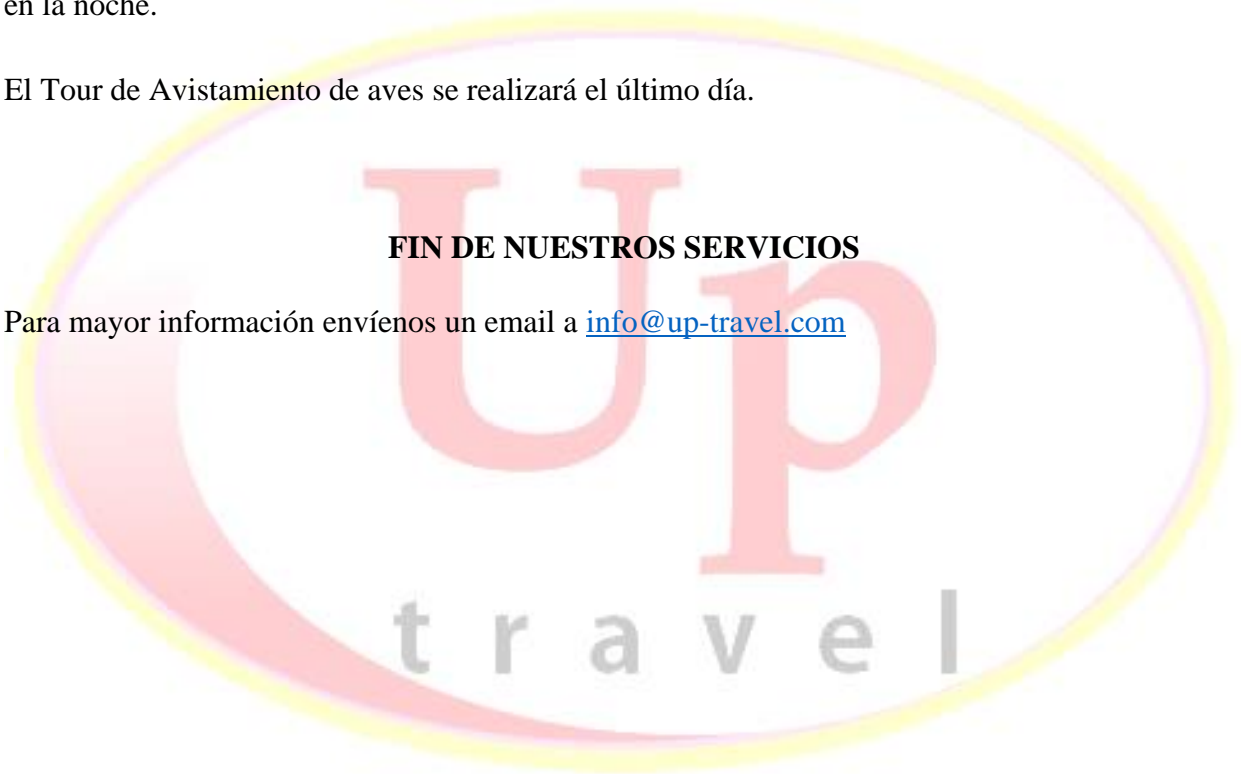 en la noche.
El Tour de Avistamiento de aves se realizará el último día.
FIN DE NUESTROS SERVICIOS
Para mayor información envíenos un email a info@up-travel.com
Up
travel